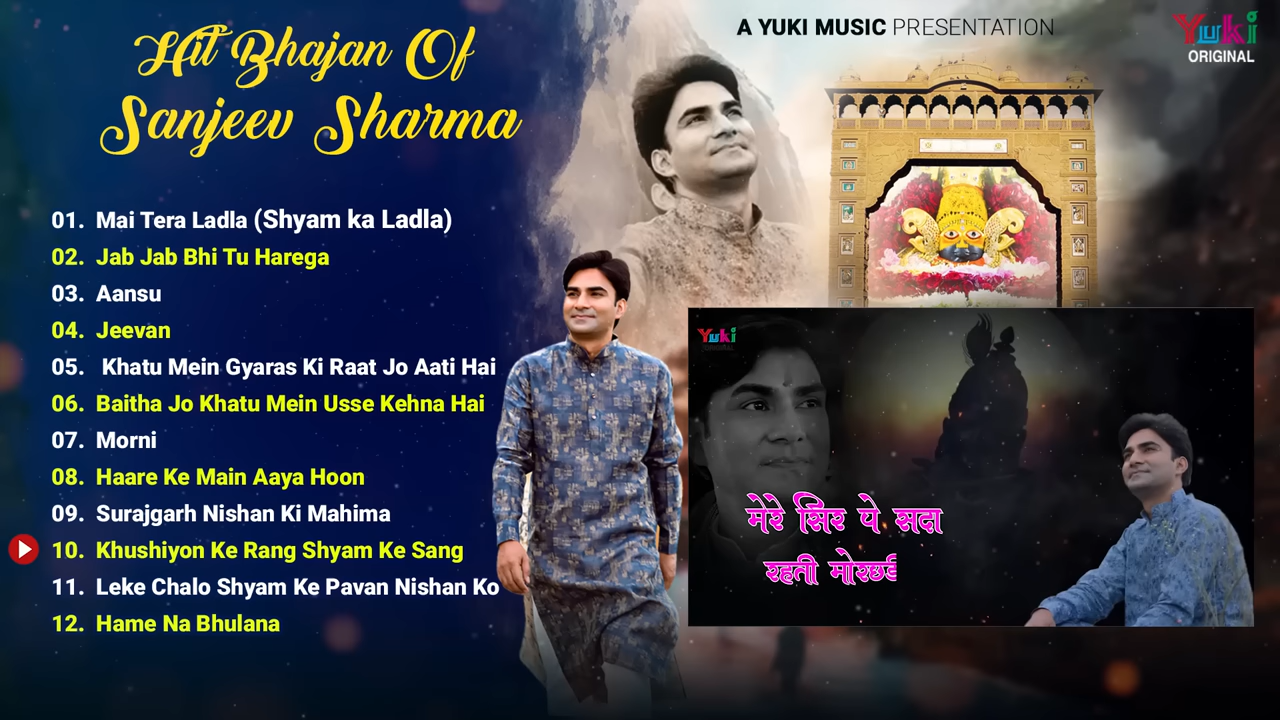 Hit Bhajan Of
Sanjeev Sharma
A YUKI MUSIC PRESENTATION
Yuki
ORIGINAL
01. Mai Tera Ladla (Shyam ka Ladla)
02. Jab Jab Bhi Tu Harega
03. Aansu
04. Jeevan
05. Khatu Mein Gyaras Ki Raat Jo Aati Hai
06. Baitha Jo Khatu Mein Usse Kehna Hai
07. Morni
08. Haare Ke Main Aaya Hoon
09. Surajgarh Nishan Ki Mahima
10. Khushiyon Ke Rang Shyam Ke Sang
11. Leke Chalo Shyam Ke Pavan Nishan Ko
12. Hame Na Bhulana
Yuki
ORIGINAL
मेरे सिर ये सदा
रहती